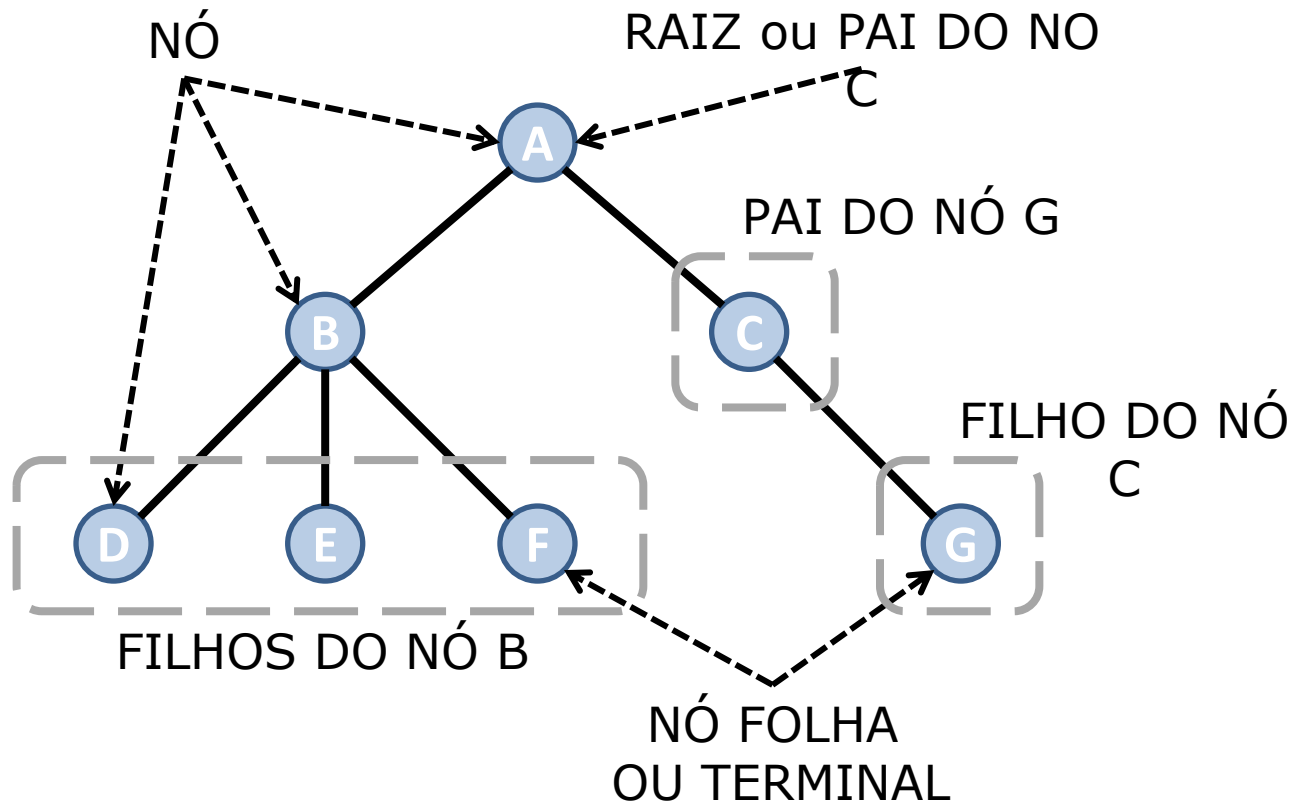 NÓ
RAIZ ou PAI DO NO
C
A
PAI DO NÓ G
B
C
FILHO DO NÓ
C
D
E
F
G
FILHOS DO NÓ B
NÓ FOLHA
OU TERMINAL